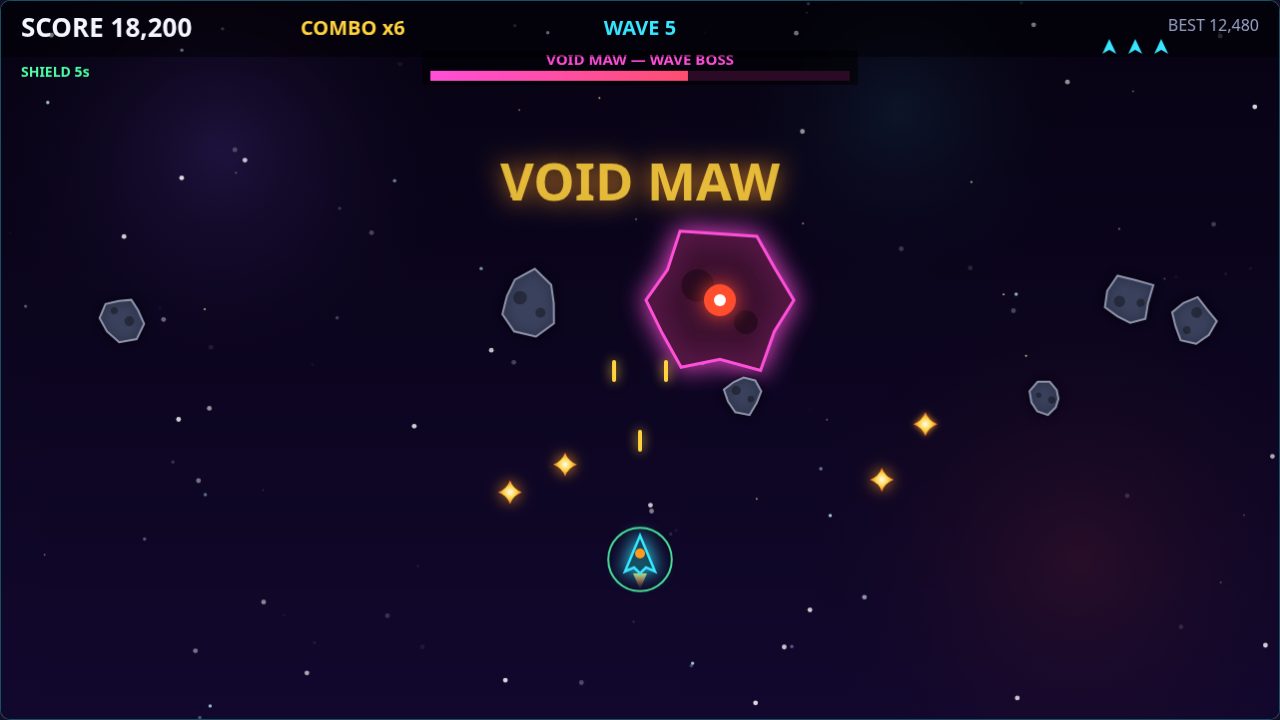 SCORE 18,200
COMBO x6
WAVE 5
BEST 12,480
SHIELD 5s
VOID MAW — WAVE BOSS
VOID MAW